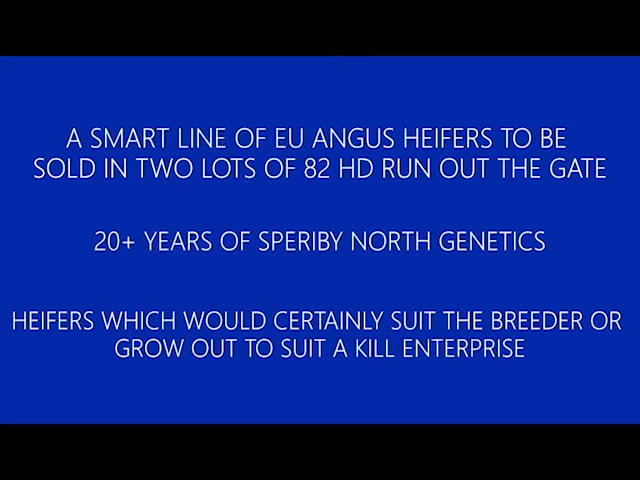 A SMART LINE OF EU ANGUS HEIFERS TO BE
SOLD IN TWO LOTS OF 82 HD RUN OUT THE GATE
20+ YEARS OF SPERIBY NORTH GENETICS
HEIFERS WHICH WOULD CERTAINLY SUIT THE BREEDER OR
GROW OUT TO SUIT A KILL ENTERPRISE